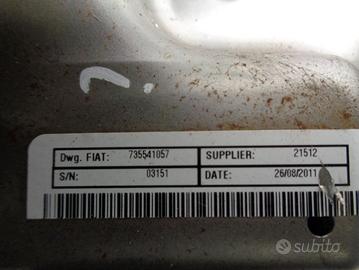 Dwg. FIAT: 735541057 SUPPLIER: 21512
S/N: 03151 DATE: 26/08/2011
subito